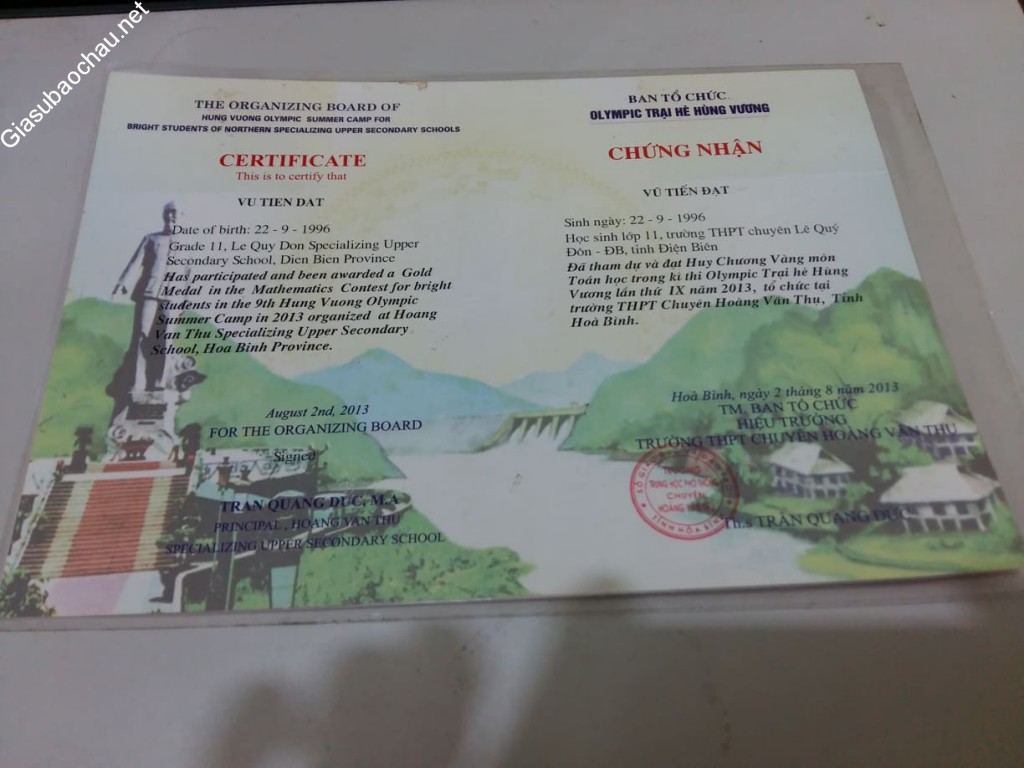 Giasubaochau.net
THE ORGANIZING BOARD OF
HUNG VUONG OLYMPIC SUMMER CAMP FOR
BRIGHT STUDENTS OF NORTHERN SPECIALIZING UPPER SECONDARY SCHOOLS
CERTIFICATE
This is to certify that
VU TIEN DAT
Date of birth: 22 - 9 - 1996
Grade 11, Le Quy Don Specializing Upper
Secondary School, Dien Bien Province
Has participated and been awarded a Gold
Medal in the Mathematics Contest for bright
students in the 9th Hung Vuong Olympic
Summer Camp in 2013 organized at Hoang
Van Thu Specializing Upper Secondary
School, Hoa Binh Province.
August 2nd, 2013
FOR THE ORGANIZING BOARD
Signed
TRAN QUANG DUC, M.A
PRINCIPAL, HOANG VAN THU
SPECIALIZING UPPER SECONDARY SCHOOL
BAN TỔ CHỨC
OLYMPIC TRẠI HÈ HÙNG VƯƠNG
CHỨNG NHẬN
VŨ TIẾN ĐẠT
Sinh ngày: 22 - 9 - 1996
Học sinh lớp 11, trường THPT chuyên Lê Quý
Đôn - ĐB, tỉnh Điện Biên
Đã tham dự và đạt Huy Chương Vàng môn
Toán học trong kì thi Olympic Trại hè Hùng
Vương lần thứ IX năm 2013, tổ chức tại
trường THPT Chuyên Hoàng Văn Thụ, Tỉnh
Hoà Bình.
Hoà Bình, ngày 2 tháng 8 năm 2013
TM. BAN TỔ CHỨC
HIỆU TRƯỞNG
TRƯỜNG THPT CHUYÊN HOÀNG VĂN THỤ
TRƯỜNG
TRUNG HỌC PHỔ THÔNG
CHUYÊN
HOÀNG VĂN THỤ
Th.s TRẦN QUANG ĐỨC